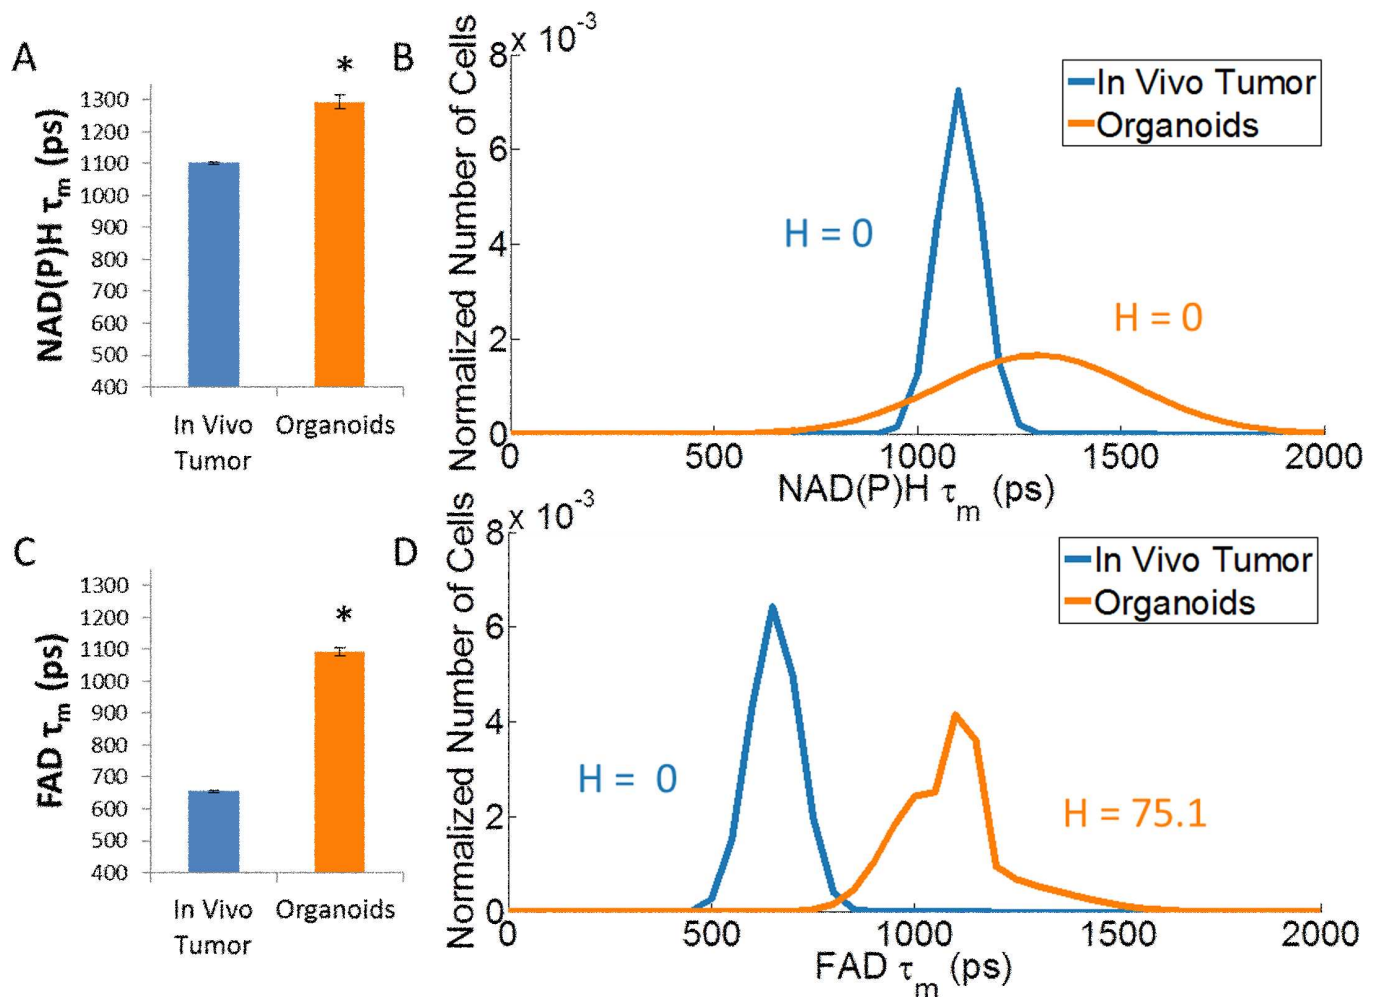 A
NAD(P)H τm (ps)
*
1300
1200
1100
1000
900
800
700
600
500
400
In Vivo Tumor
Organoids
B
Normalized Number of Cells
8 x 10-3
6
4
2
0
In Vivo Tumor
Organoids
H = 0
H = 0
0
500
1000
1500
2000
NAD(P)H τm (ps)
C
FAD τm (ps)
*
1300
1200
1100
1000
900
800
700
600
500
400
In Vivo Tumor
Organoids
D
Normalized Number of Cells
8 x 10-3
6
4
2
0
In Vivo Tumor
Organoids
H = 0
H = 75.1
0
500
1000
1500
2000
FAD τm (ps)